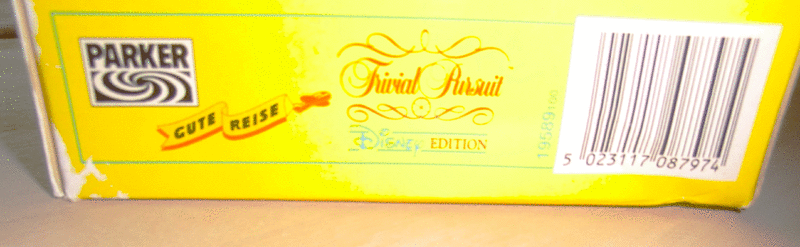 PARKER
GUTE REISE
Trivial Pursuit
DISNEY EDITION
19589100
5 023117 087974